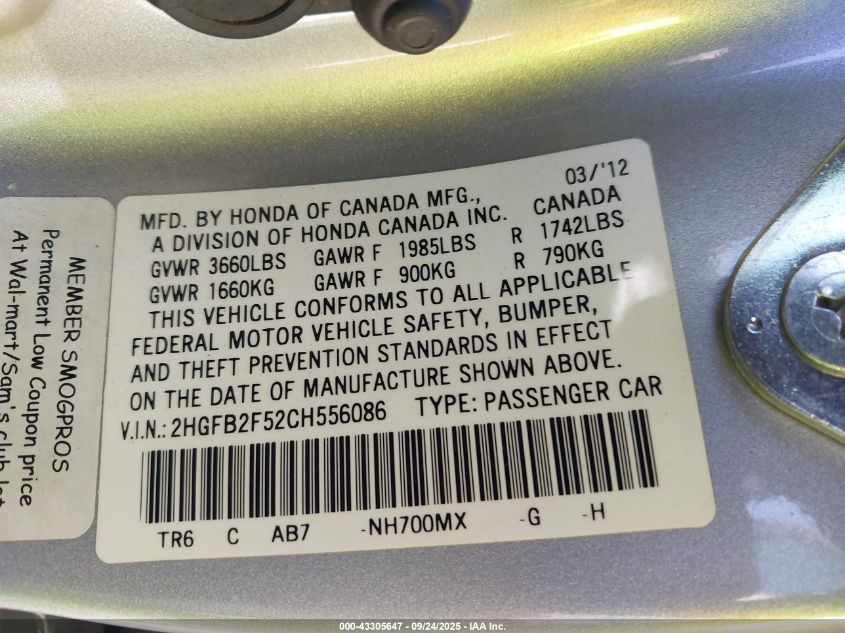 03/'12
MFD. BY HONDA OF CANADA MFG., CANADA
A DIVISION OF HONDA CANADA INC.
GVWR 3660LBS GAWR F 1985LBS R 1742LBS
GVWR 1660KG GAWR F 900KG R 790KG
THIS VEHICLE CONFORMS TO ALL APPLICABLE
FEDERAL MOTOR VEHICLE SAFETY, BUMPER,
AND THEFT PREVENTION STANDARDS IN EFFECT
ON THE DATE OF MANUFACTURE SHOWN ABOVE.
V.I.N.: 2HGFB2F52CH556086 TYPE: PASSENGER CAR
TR6 C AB7 -NH700MX -G -H
MEMBER SMOGPROS
Permanent Low Coupon price
At Wal-mart/Sam's club lot
000-43305647 - 09/24/2025 - IAA Inc.